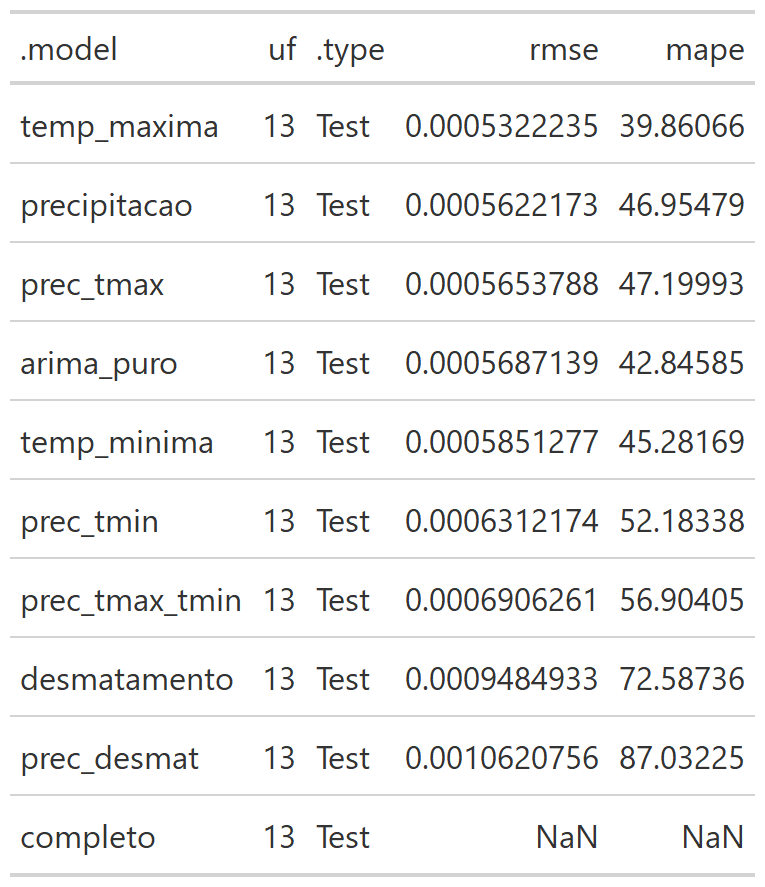 .model uf .type rmse mape
temp_maxima 13 Test 0.0005322235 39.86066
precipitacao 13 Test 0.0005622173 46.95479
prec_tmax 13 Test 0.0005653788 47.19993
arima_puro 13 Test 0.0005687139 42.84585
temp_minima 13 Test 0.0005851277 45.28169
prec_tmin 13 Test 0.0006312174 52.18338
prec_tmax_tmin 13 Test 0.0006906261 56.90405
desmatamento 13 Test 0.0009484933 72.58736
prec_desmat 13 Test 0.0010620756 87.03225
completo 13 Test NaN NaN